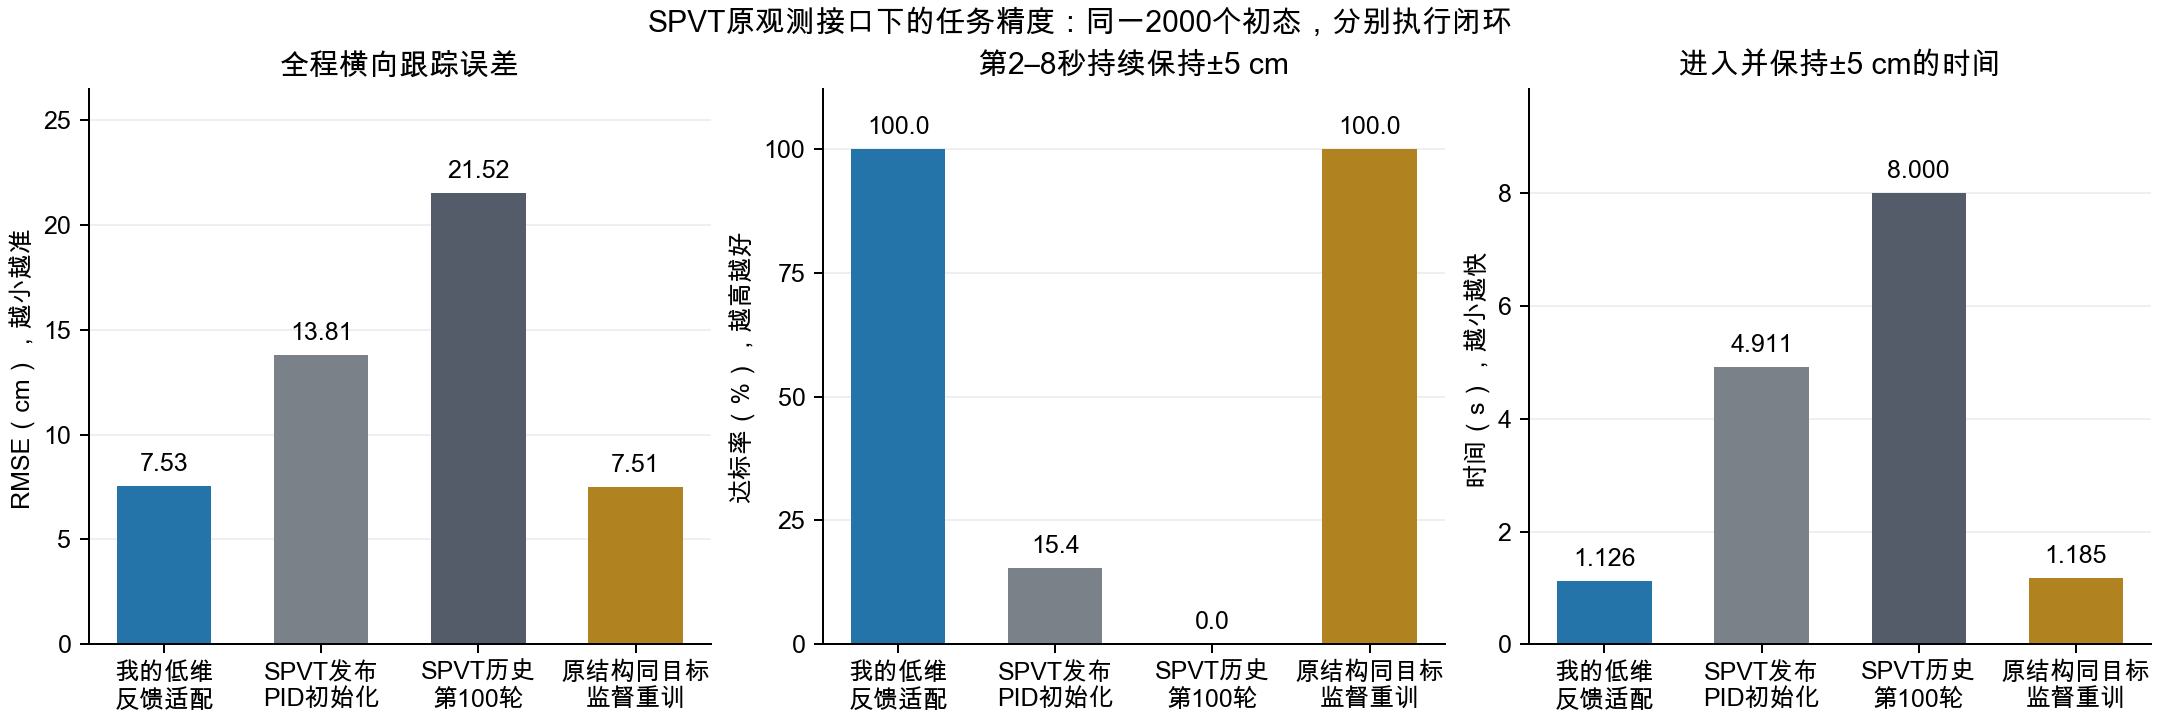 SPVT原观测接口下的任务精度：同一2000个初态，分别执行闭环
全程横向跟踪误差
RMSE（cm），越小越准
25
20
15
10
5
0
7.53
13.81
21.52
7.51
我的低维
反馈适配
SPVT发布
PID初始化
SPVT历史
第100轮
原结构同目标
监督重训
第2–8秒持续保持±5 cm
达标率（%），越高越好
100
75
50
25
0
100.0
15.4
0.0
100.0
我的低维
反馈适配
SPVT发布
PID初始化
SPVT历史
第100轮
原结构同目标
监督重训
进入并保持±5 cm的时间
时间（s），越小越快
8
6
4
2
0
1.126
4.911
8.000
1.185
我的低维
反馈适配
SPVT发布
PID初始化
SPVT历史
第100轮
原结构同目标
监督重训